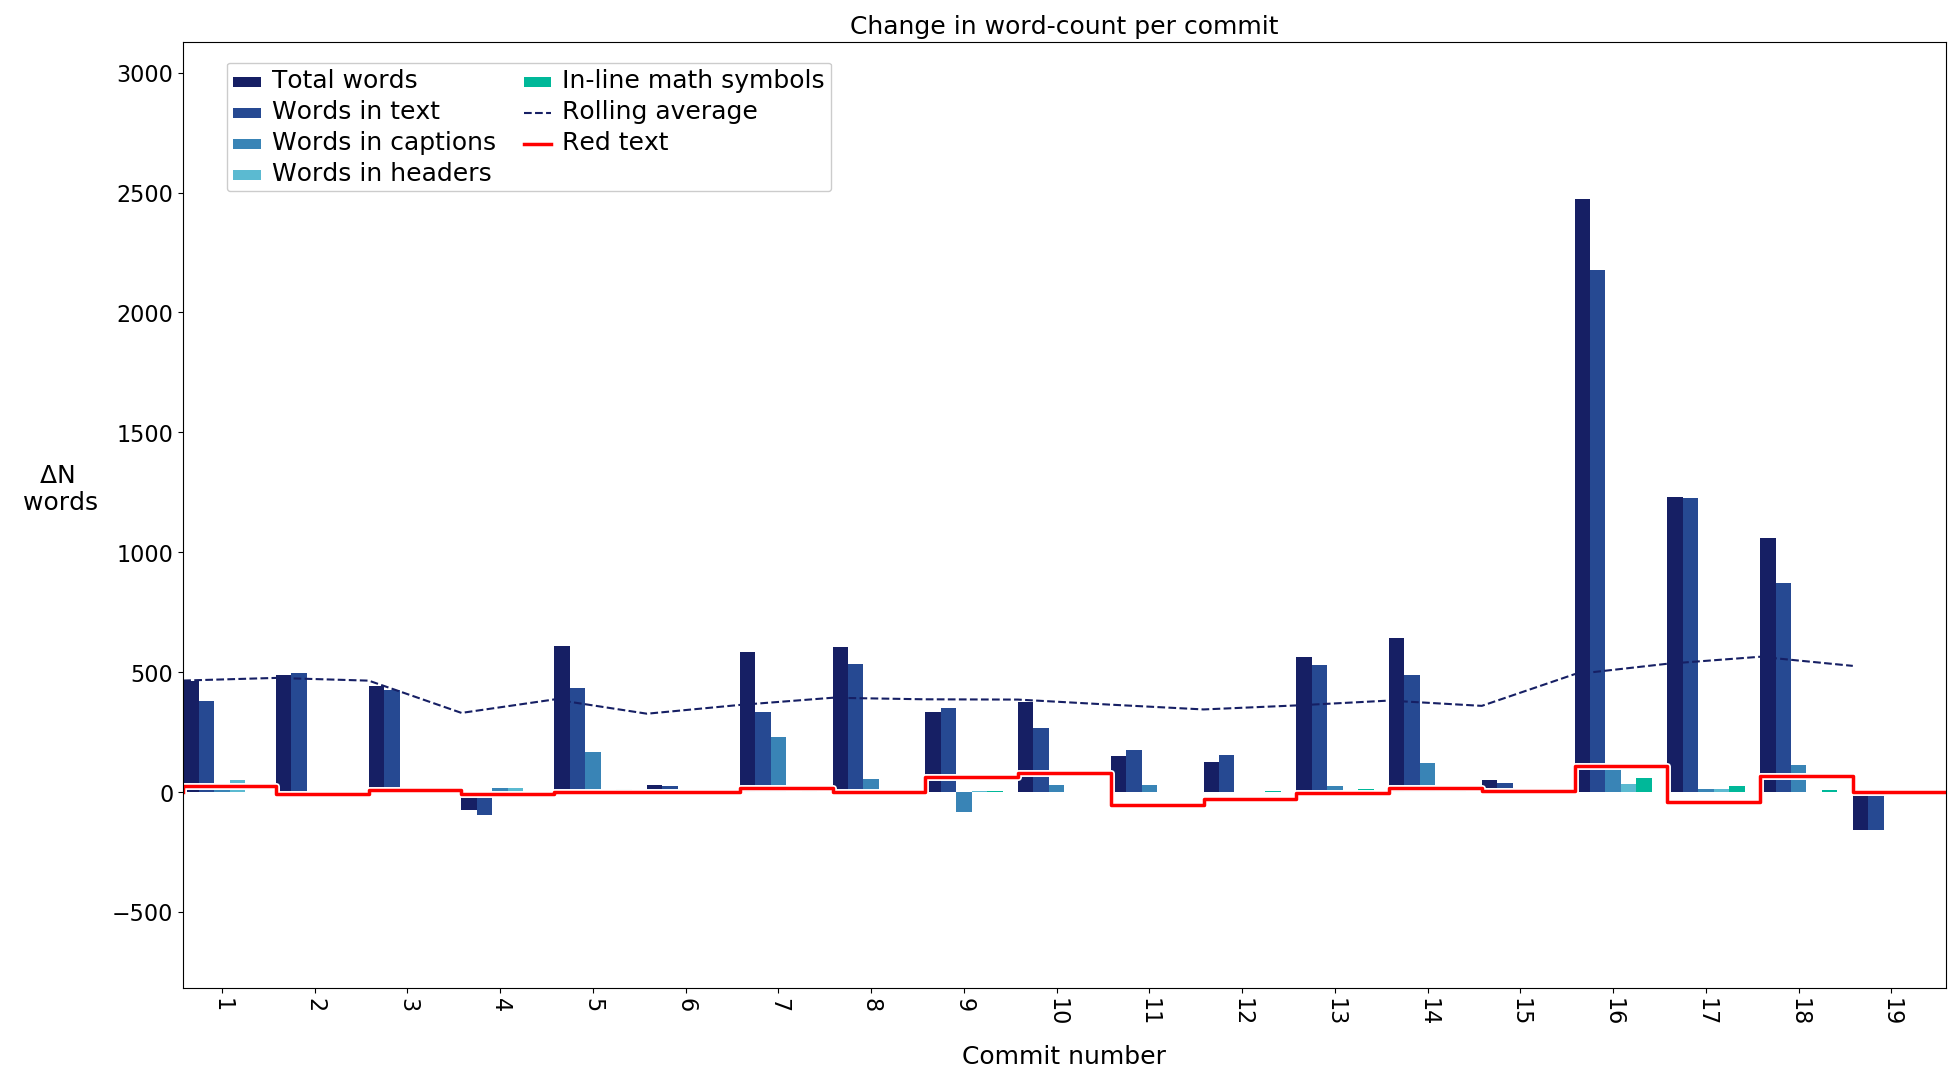 Change in word-count per commit
3000
2500
2000
1500
1000
500
0
−500
Total words
Words in text
Words in captions
Words in headers
In-line math symbols
Rolling average
Red text
ΔN
words
1
2
3
4
5
6
7
8
9
10
11
12
13
14
15
16
17
18
19
Commit number